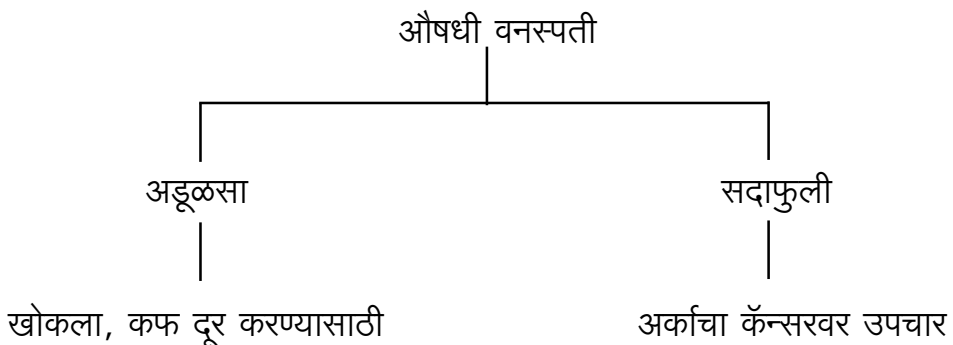 औषधी वनस्पती
अडूळसा
सदाफुली
खोकला, कफ दूर करण्यासाठी
अर्काचा कॅन्सरवर उपचार